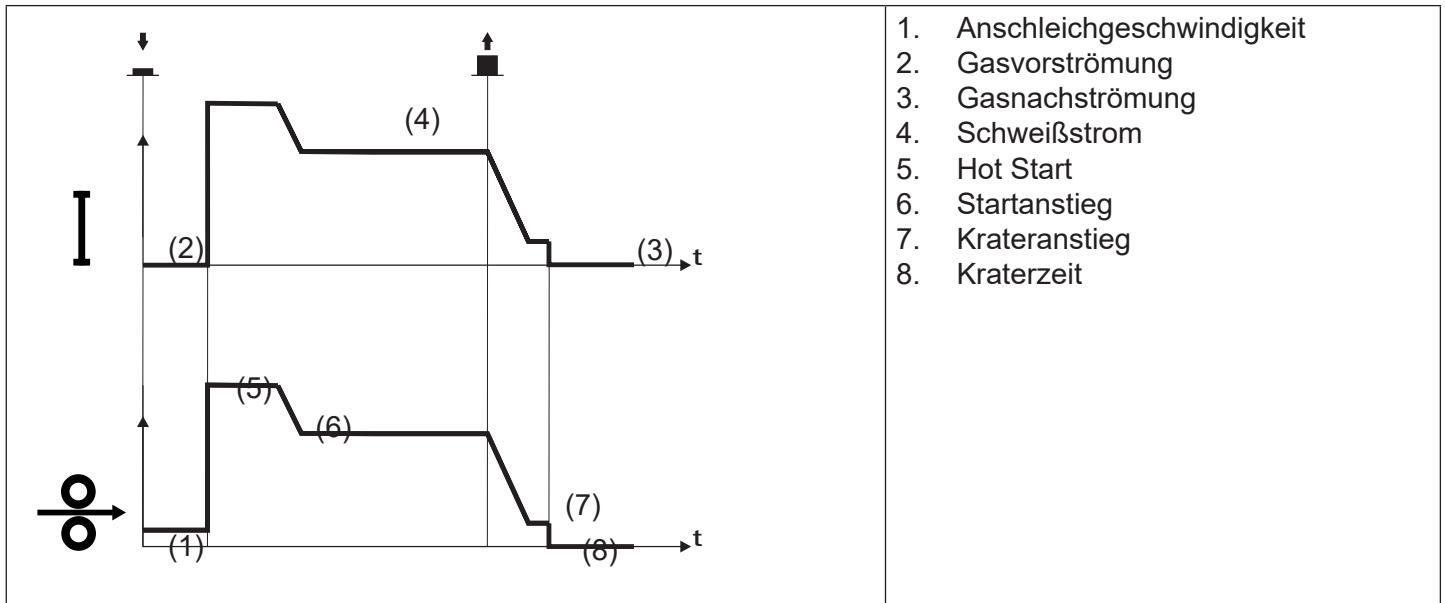 (4)
I
(2)
(3)
t
(5)
(6)
(7)
(1)
(8)
t
1. Anschleichgeschwindigkeit
2. Gasvorströmung
3. Gasnachströmung
4. Schweißstrom
5. Hot Start
6. Startanstieg
7. Krateranstieg
8. Kraterzeit